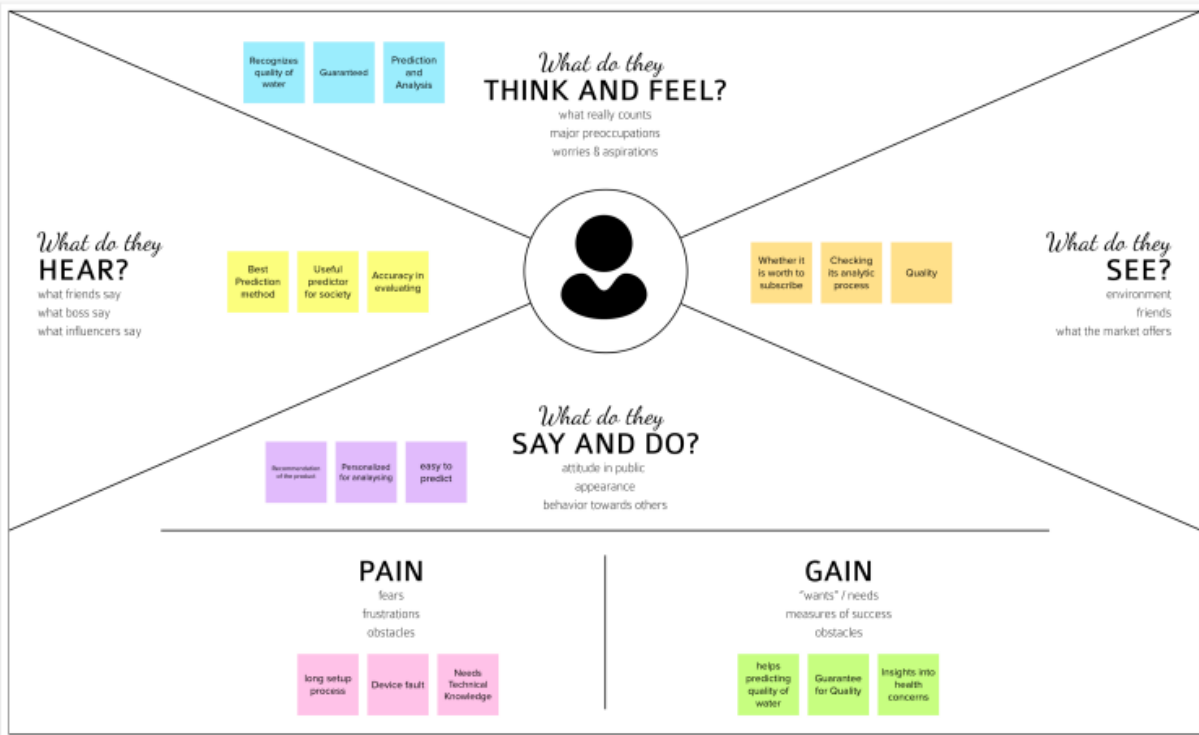 What do they
THINK AND FEEL?
what really counts
major preoccupations
worries & aspirations
Recognizes
quality of
water
Guaranteed
Prediction
and
Analysis
What do they
HEAR?
what friends say
what boss say
what influencers say
Best
Prediction
method
Useful
predictor
for society
Accuracy in
evaluating
Whether it
is worth to
subscribe
Checking
its analytic
process
Quality
What do they
SEE?
environment
friends
what the market offers
What do they
SAY AND DO?
attitude in public
appearance
behavior towards others
Recommendation
of the product
Personalized
for analaysing
easy to
predict
PAIN
fears
frustrations
obstacles
long setup
process
Device fault
Needs
Technical
Knowledge
GAIN
"wants" / needs
measures of success
obstacles
helps
predicting
quality of
water
Guarantee
for Quality
Insights into
health
concerns